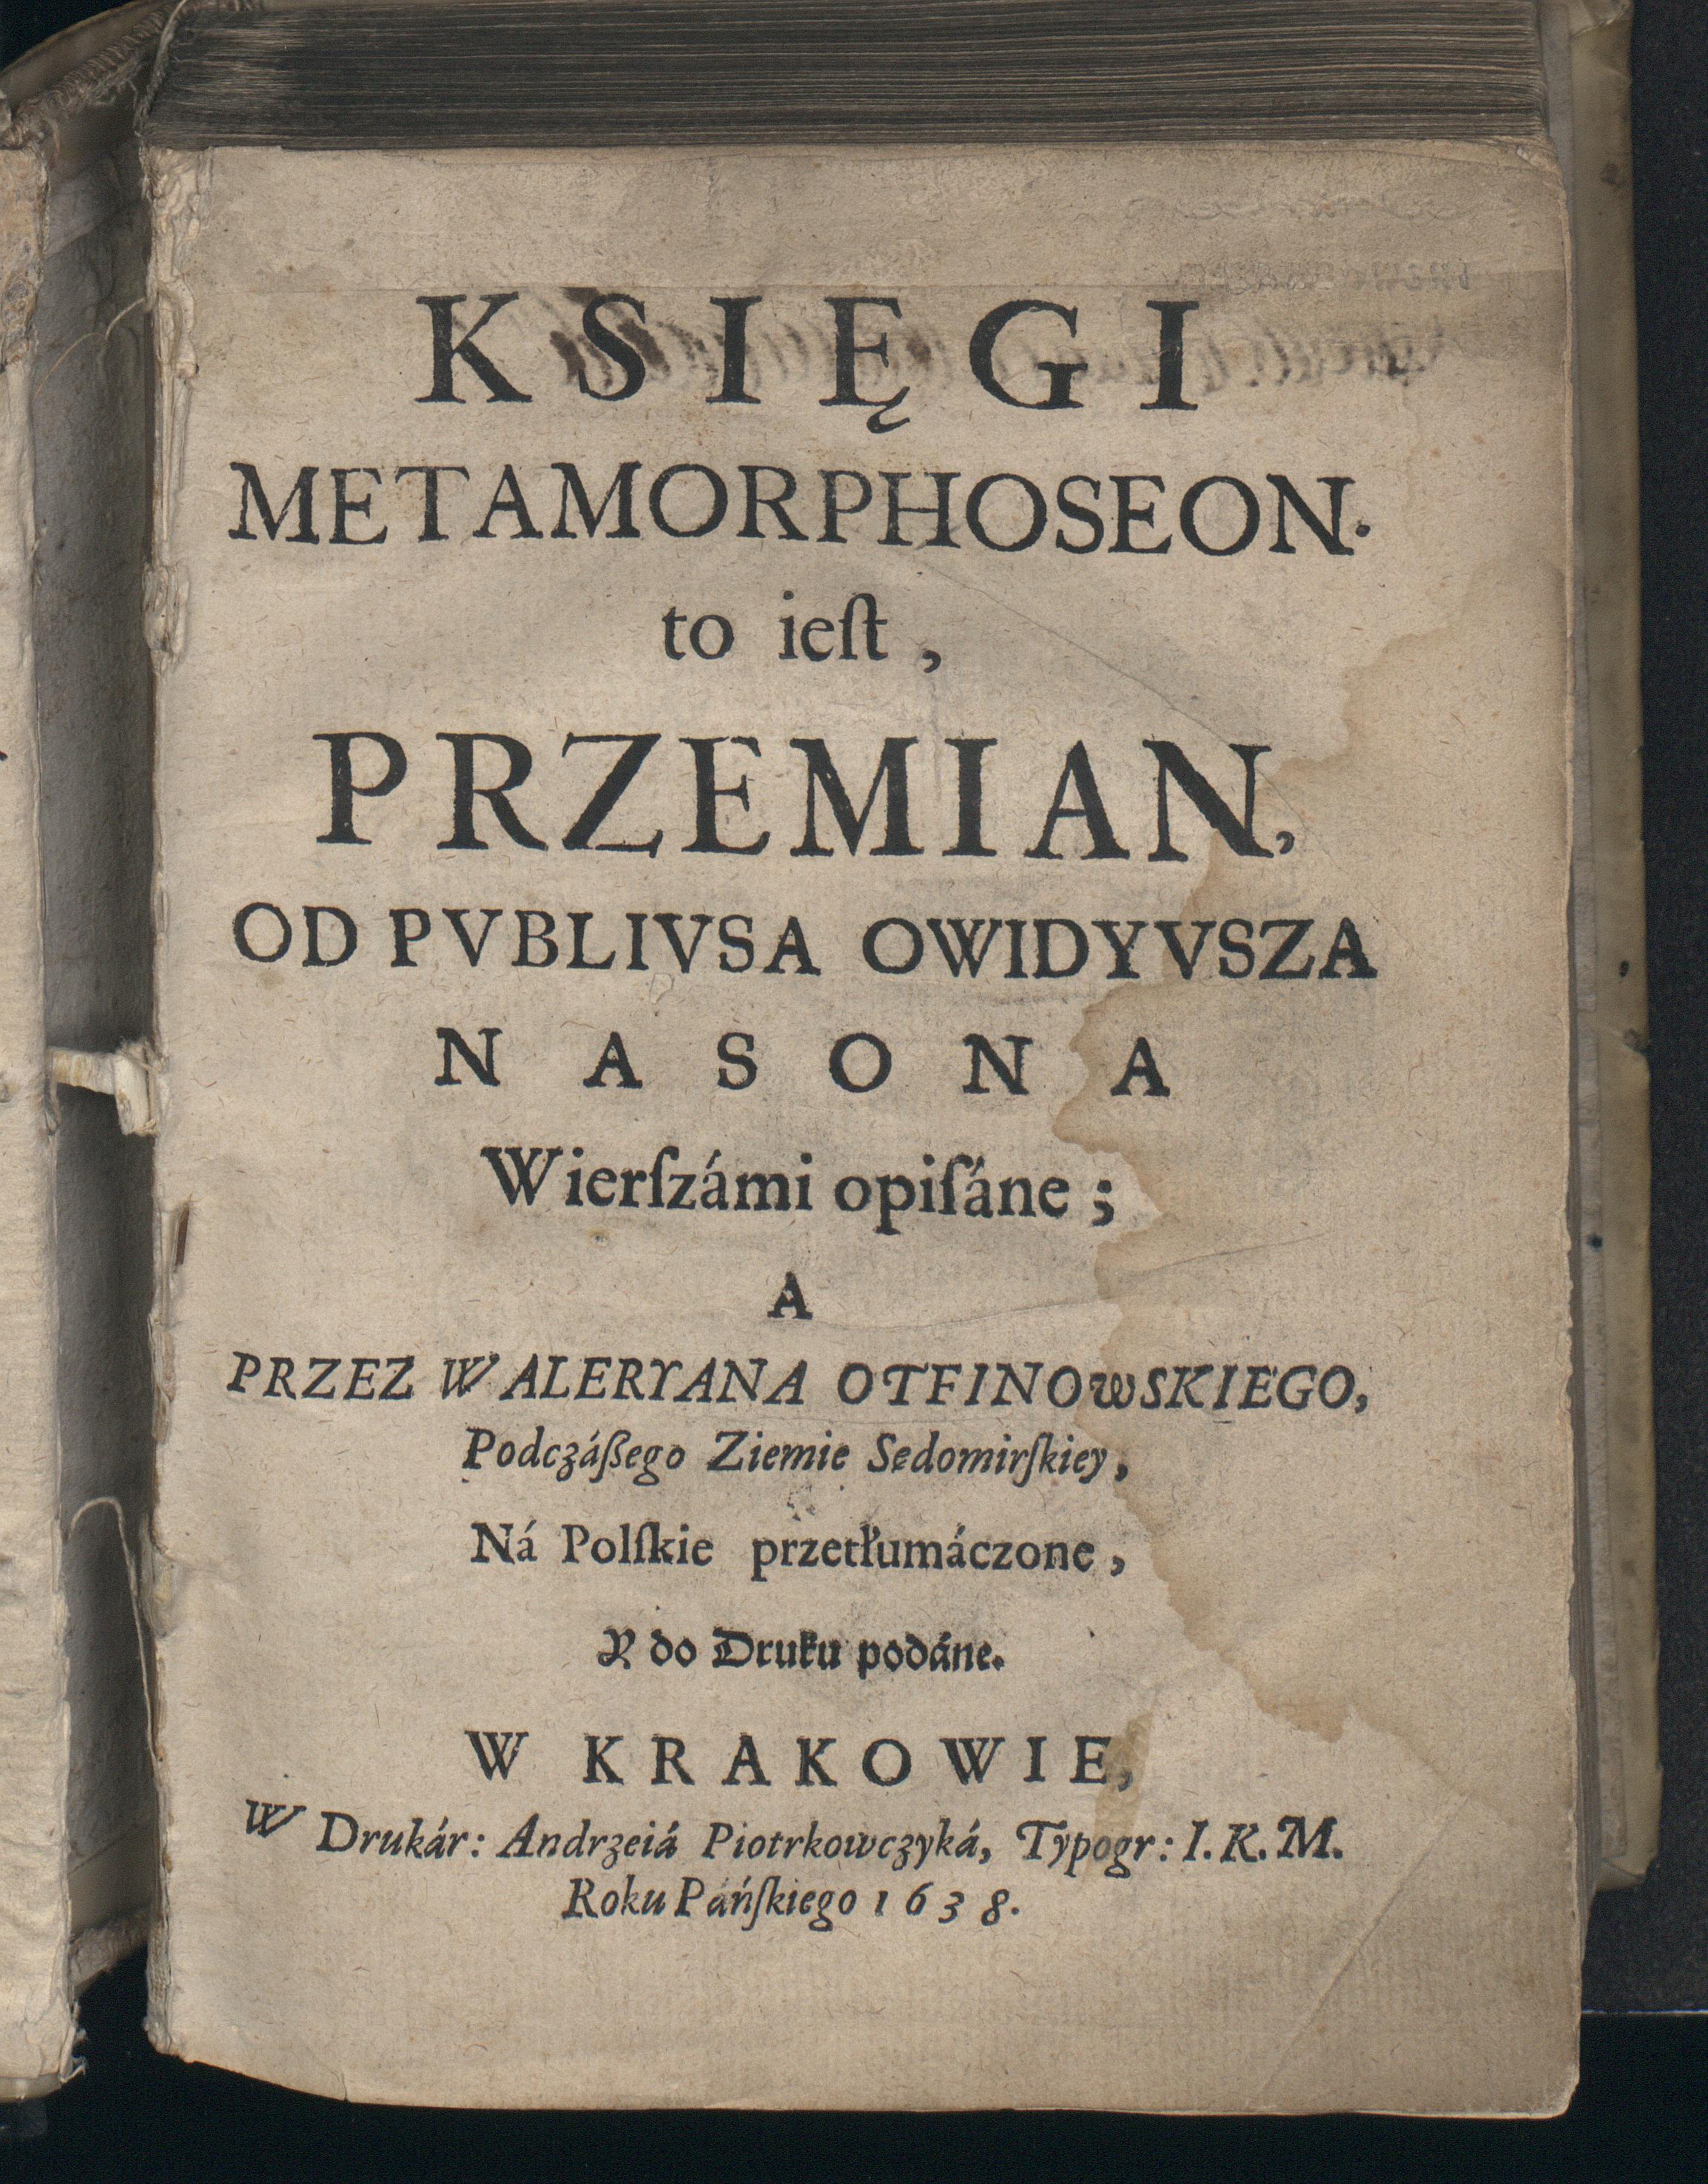 KSIĘGI
METAMORPHOSEON.
to ieſt,
PRZEMIAN,
OD PVBLIVSA OWIDYVSZA
NASONA
Wierſzámi opiſáne;
A
PRZEZ WALERYANA OTFINOWSKIEGO,
Podczáßego Ziemie Sedomirſkiey,
Ná Polſkie przetłumáczone,
Y do Druku podáne.
W KRAKOWIE,
W Drukár: Andrzeiá Piotrkowczyká, Typogr: I. K. M.
Roku Páńſkiego 1638.